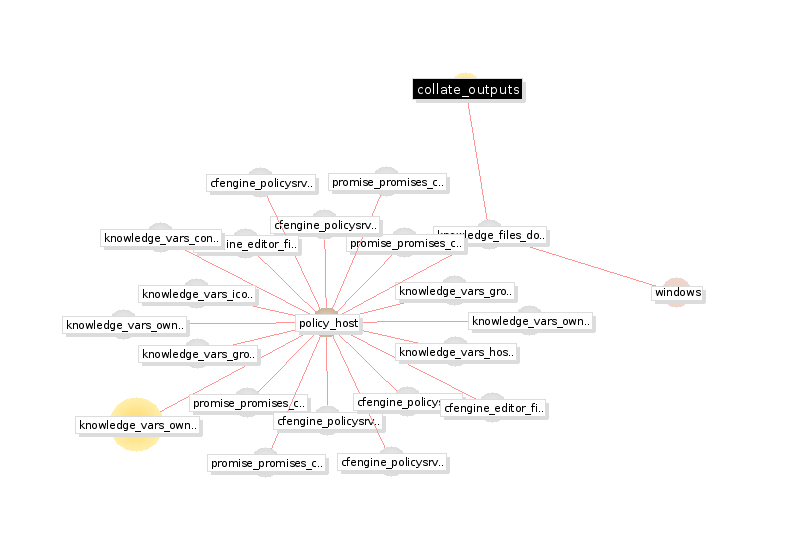 collate_outputs
cfengine_policysrv..
promise_promises_c..
cfengine_policysrv..
knowledge_vars_con..
ine_editor_fi..
promise_promises_c..
knowledge_files_do..
knowledge_vars_ico..
knowledge_vars_gro..
windows
knowledge_vars_own..
policy_host
knowledge_vars_own..
knowledge_vars_gro..
knowledge_vars_hos..
promise_promises_c..
cfengine_policys
cfengine_editor_fi..
knowledge_vars_own..
cfengine_policysrv..
promise_promises_c..
cfengine_policysrv..